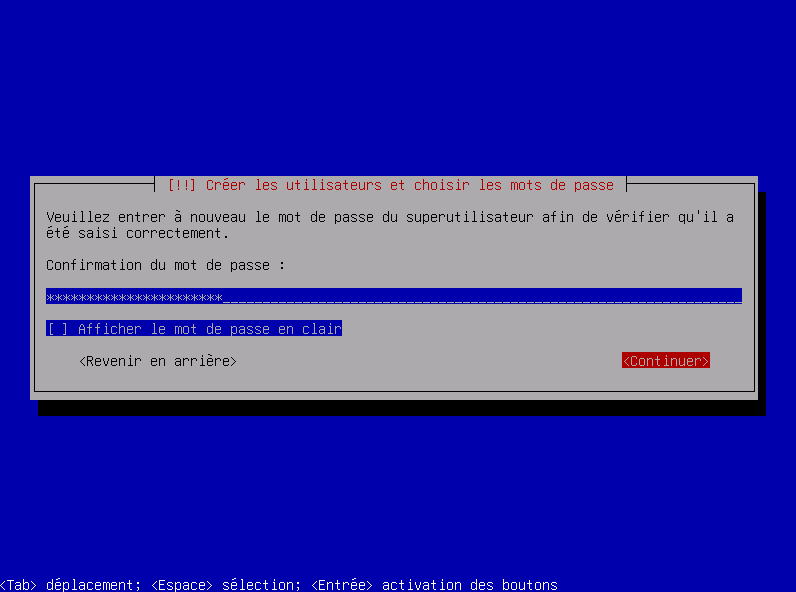 [!!] Créer les utilisateurs et choisir les mots de passe
Veuillez entrer à nouveau le mot de passe du superutilisateur afin de vérifier qu'il a
été saisi correctement.
Confirmation du mot de passe :
**********************
[ ] Afficher le mot de passe en clair
<Revenir en arrière> <Continuer>
<Tab> déplacement; <Espace> sélection; <Entrée> activation des boutons